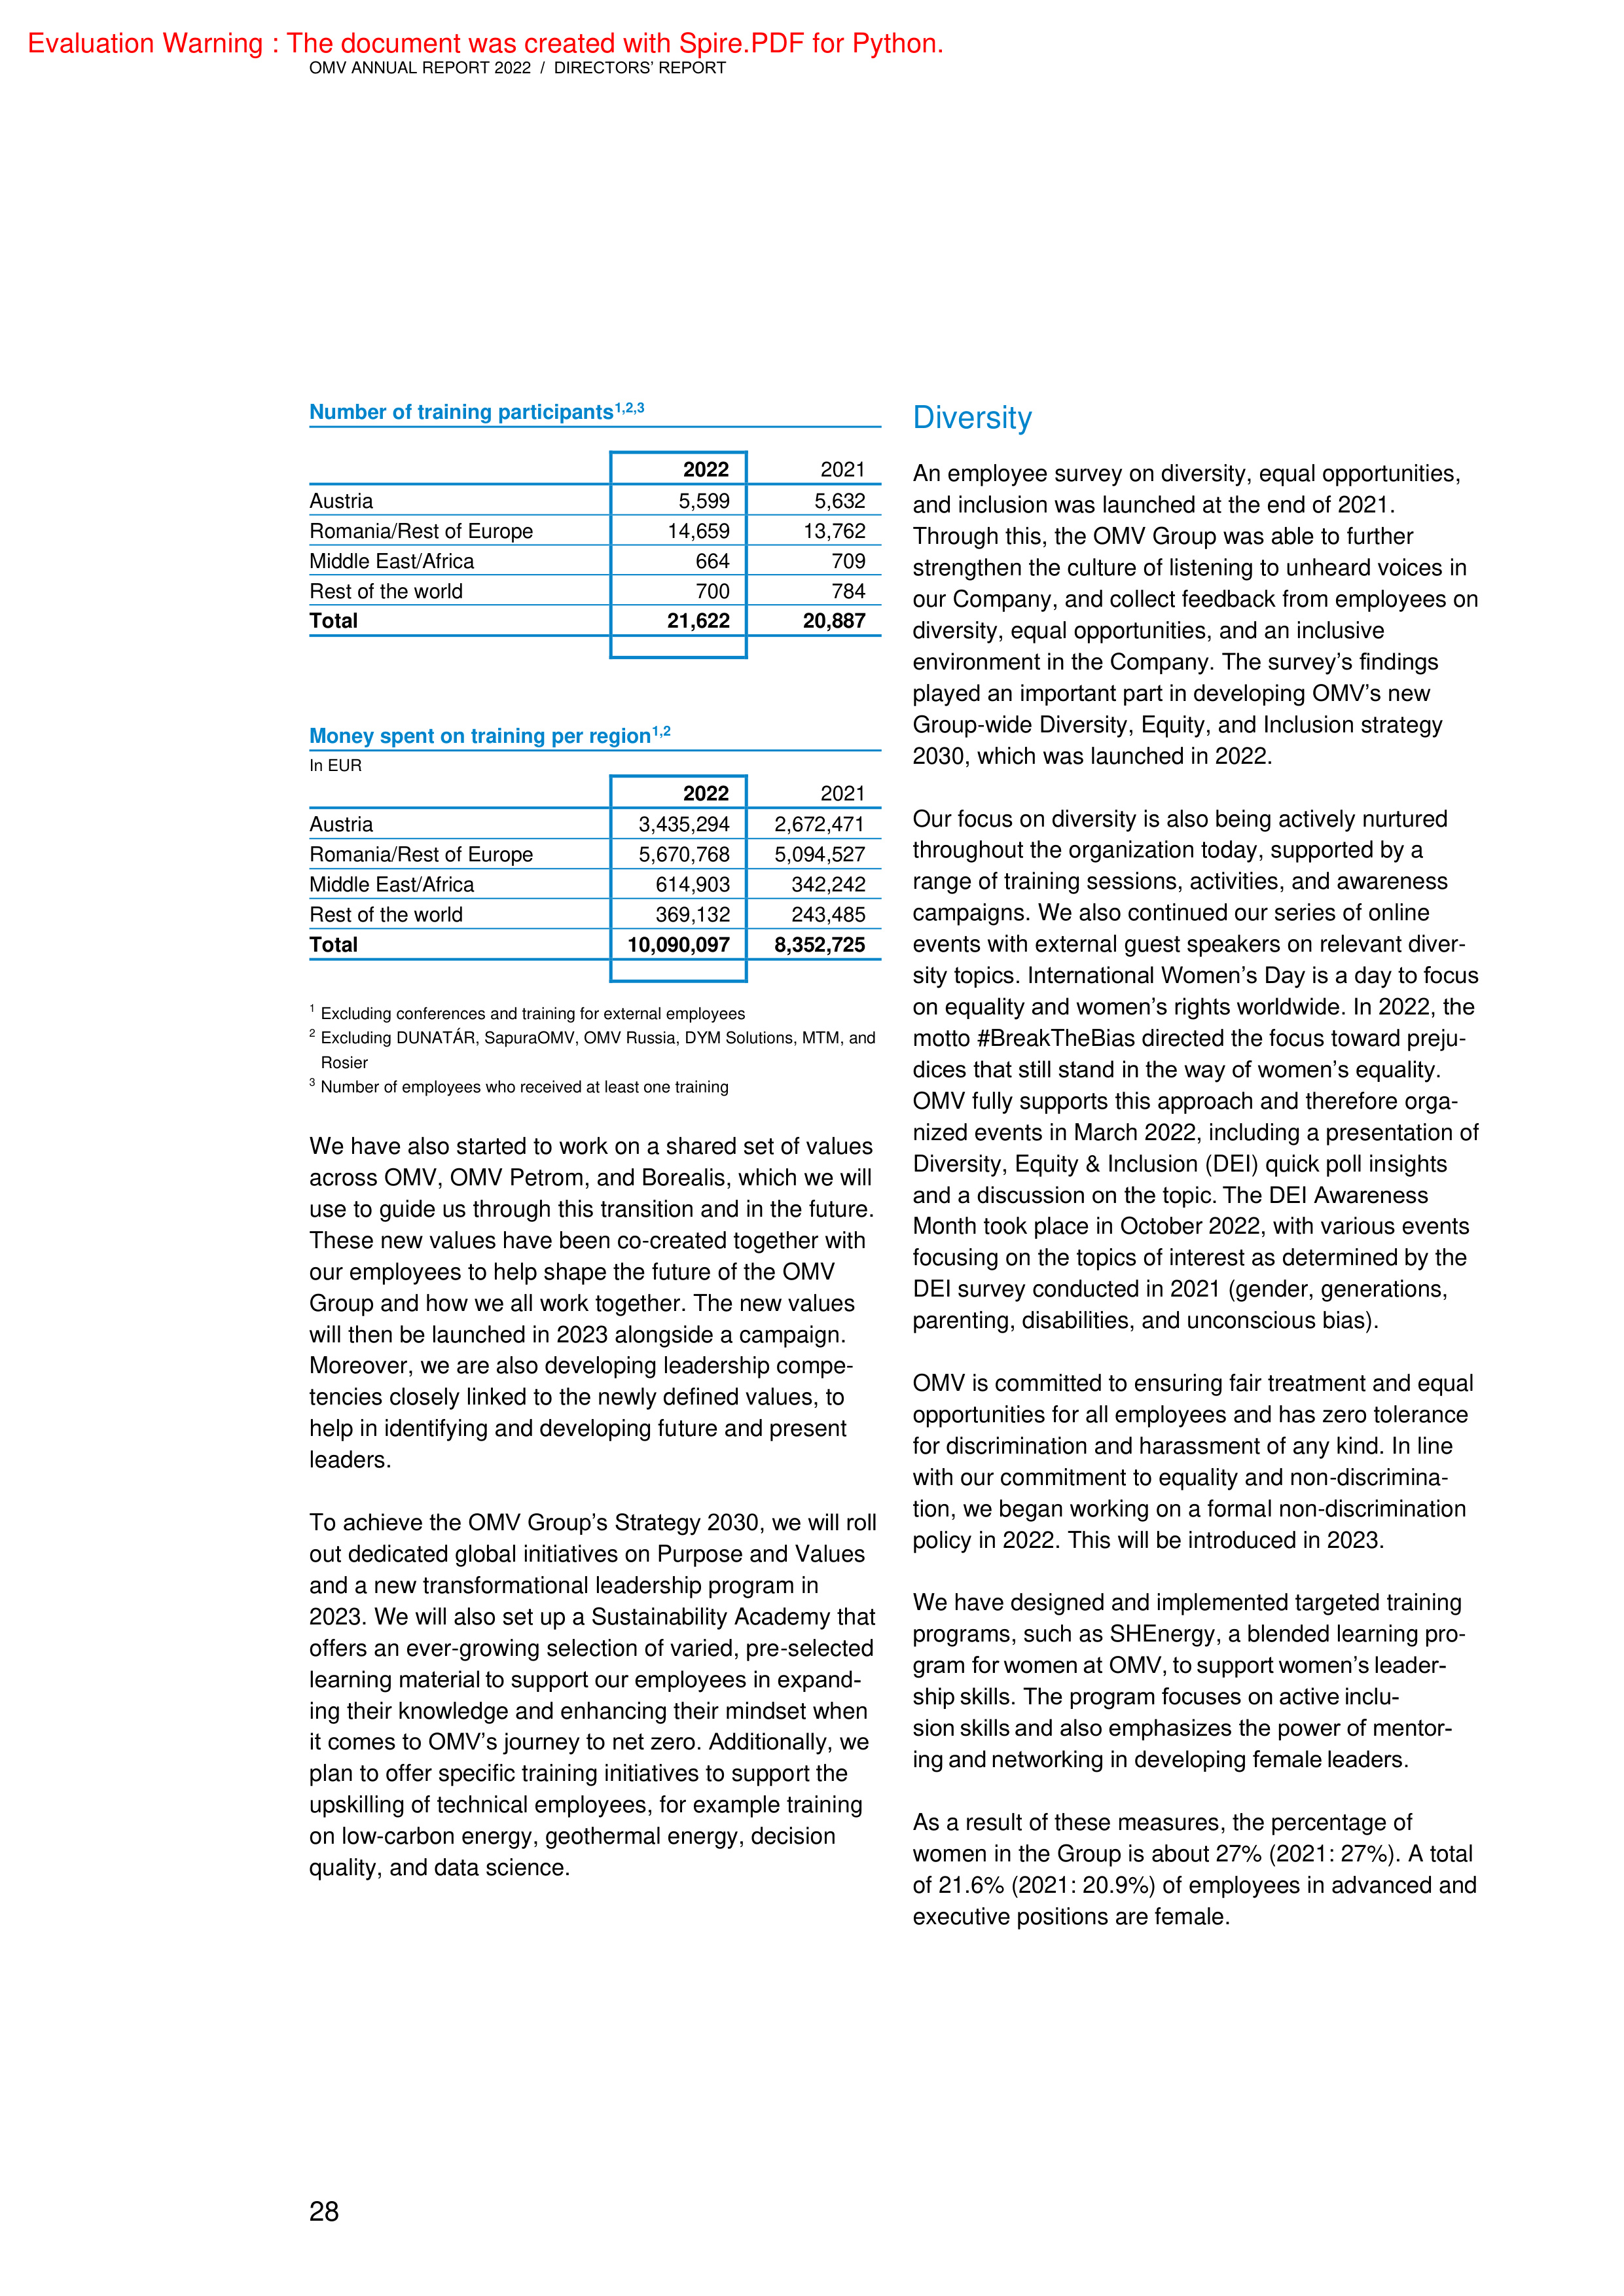 Evaluation Warning : The document was created with Spire.PDF for Python.
OMV ANNUAL REPORT 2022 / DIRECTORS’ REPORT
Number of training participants1,2,3
2022 2021
Austria 5,599 5,632
Romania/Rest of Europe 14,659 13,762
Middle East/Africa 664 709
Rest of the world 700 784
Total 21,622 20,887
Money spent on training per region1,2
In EUR
2022 2021
Austria 3,435,294 2,672,471
Romania/Rest of Europe 5,670,768 5,094,527
Middle East/Africa 614,903 342,242
Rest of the world 369,132 243,485
Total 10,090,097 8,352,725
1 Excluding conferences and training for external employees
2 Excluding DUNATÁR, SapuraOMV, OMV Russia, DYM Solutions, MTM, and
Rosier
3 Number of employees who received at least one training
We have also started to work on a shared set of values
across OMV, OMV Petrom, and Borealis, which we will
use to guide us through this transition and in the future.
These new values have been co-created together with
our employees to help shape the future of the OMV
Group and how we all work together. The new values
will then be launched in 2023 alongside a campaign.
Moreover, we are also developing leadership compe-
tencies closely linked to the newly defined values, to
help in identifying and developing future and present
leaders.
To achieve the OMV Group’s Strategy 2030, we will roll
out dedicated global initiatives on Purpose and Values
and a new transformational leadership program in
2023. We will also set up a Sustainability Academy that
offers an ever-growing selection of varied, pre-selected
learning material to support our employees in expand-
ing their knowledge and enhancing their mindset when
it comes to OMV’s journey to net zero. Additionally, we
plan to offer specific training initiatives to support the
upskilling of technical employees, for example training
on low-carbon energy, geothermal energy, decision
quality, and data science.
Diversity
An employee survey on diversity, equal opportunities,
and inclusion was launched at the end of 2021.
Through this, the OMV Group was able to further
strengthen the culture of listening to unheard voices in
our Company, and collect feedback from employees on
diversity, equal opportunities, and an inclusive
environment in the Company. The survey’s findings
played an important part in developing OMV’s new
Group-wide Diversity, Equity, and Inclusion strategy
2030, which was launched in 2022.
Our focus on diversity is also being actively nurtured
throughout the organization today, supported by a
range of training sessions, activities, and awareness
campaigns. We also continued our series of online
events with external guest speakers on relevant diver-
sity topics. International Women’s Day is a day to focus
on equality and women’s rights worldwide. In 2022, the
motto #BreakTheBias directed the focus toward preju-
dices that still stand in the way of women’s equality.
OMV fully supports this approach and therefore orga-
nized events in March 2022, including a presentation of
Diversity, Equity & Inclusion (DEI) quick poll insights
and a discussion on the topic. The DEI Awareness
Month took place in October 2022, with various events
focusing on the topics of interest as determined by the
DEI survey conducted in 2021 (gender, generations,
parenting, disabilities, and unconscious bias).
OMV is committed to ensuring fair treatment and equal
opportunities for all employees and has zero tolerance
for discrimination and harassment of any kind. In line
with our commitment to equality and non-discrimina-
tion, we began working on a formal non-discrimination
policy in 2022. This will be introduced in 2023.
We have designed and implemented targeted training
programs, such as SHEnergy, a blended learning pro-
gram for women at OMV, to support women’s leader-
ship skills. The program focuses on active inclu-
sion skills and also emphasizes the power of mentor-
ing and networking in developing female leaders.
As a result of these measures, the percentage of
women in the Group is about 27% (2021: 27%). A total
of 21.6% (2021: 20.9%) of employees in advanced and
executive positions are female.
28